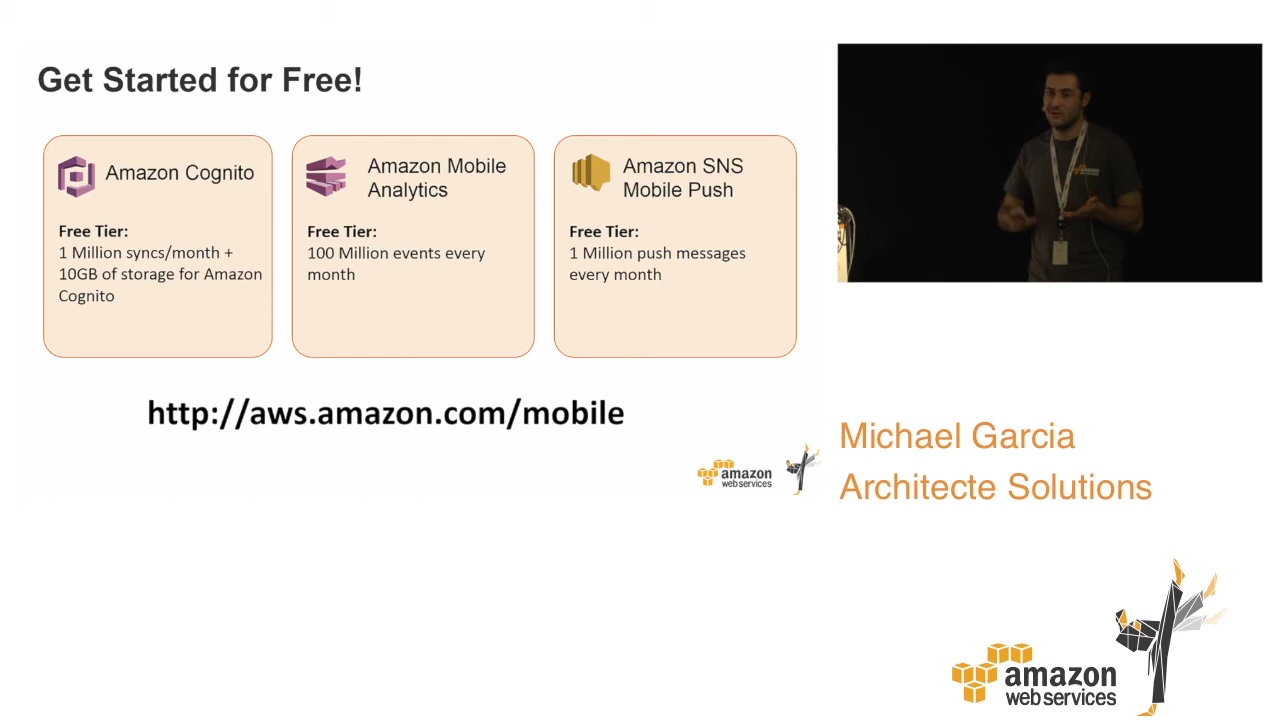 Get Started for Free!
Amazon Cognito
Free Tier:
1 Million syncs/month +
10GB of storage for Amazon
Cognito
Amazon Mobile
Analytics
Free Tier:
100 Million events every
month
Amazon SNS
Mobile Push
Free Tier:
1 Million push messages
every month
http://aws.amazon.com/mobile
amazon
web services
amazon
Michael Garcia
Architecte Solutions
amazon
web services